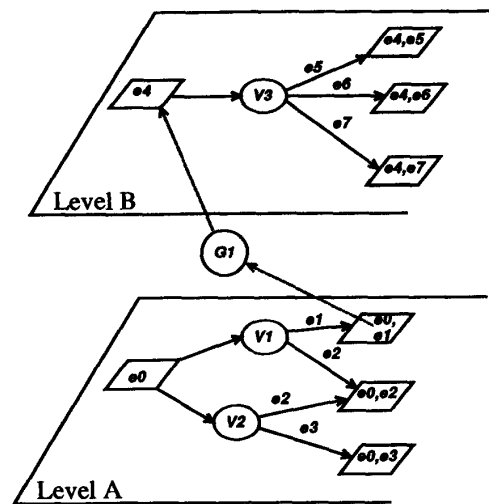 e4,e5
e5
e4
V3
e6
e4,e6
e7
e4,e7
Level B
G1
e1
e0,
e1
V1
e2
e0
e2
e0,e2
V2
e3
e0,e3
Level A